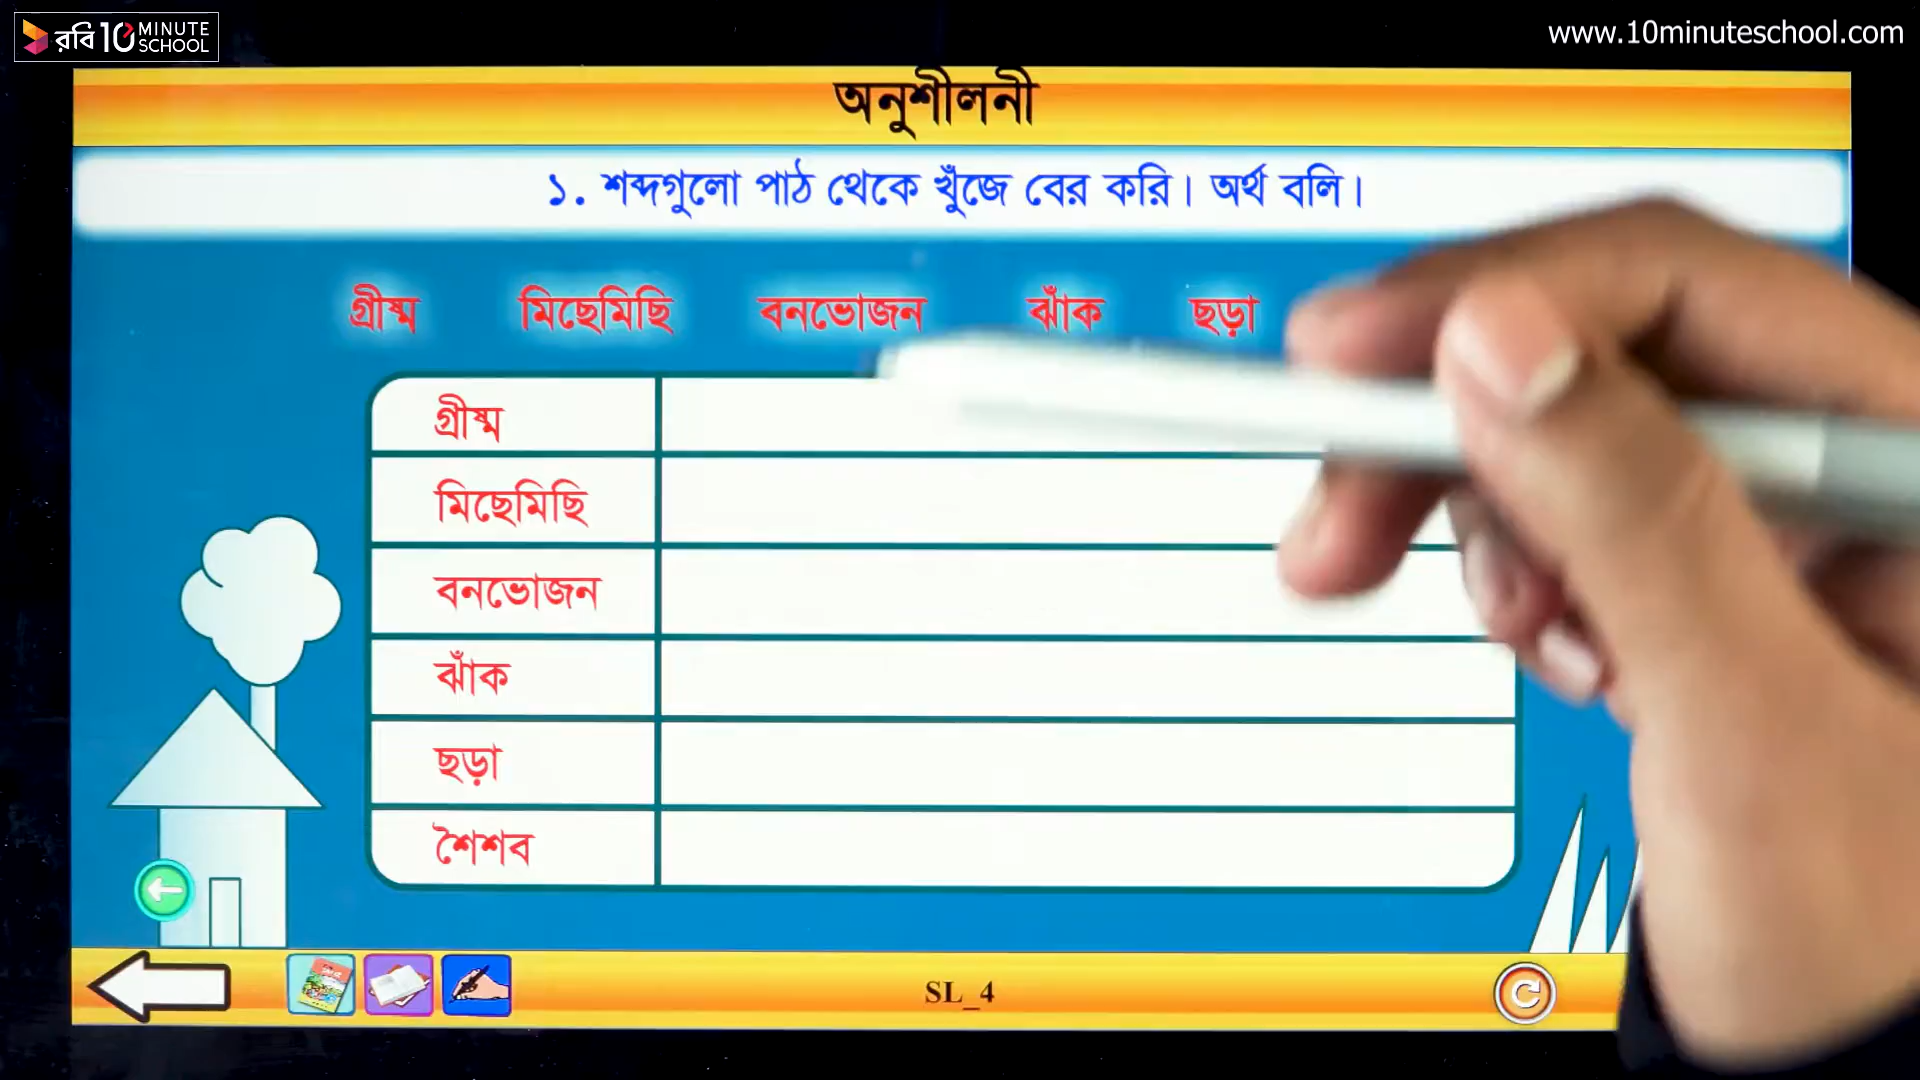 রবি 10 MINUTE SCHOOL
www.10minuteschool.com
অনুশীলনী
১. শব্দগুলো পাঠ থেকে খুঁজে বের করি। অর্থ বলি।
গ্রীষ্ম মিছেমিছি বনভোজন ঝাঁক ছড়া
গ্রীষ্ম
মিছেমিছি
বনভোজন
ঝাঁক
ছড়া
শৈশব
SL_4